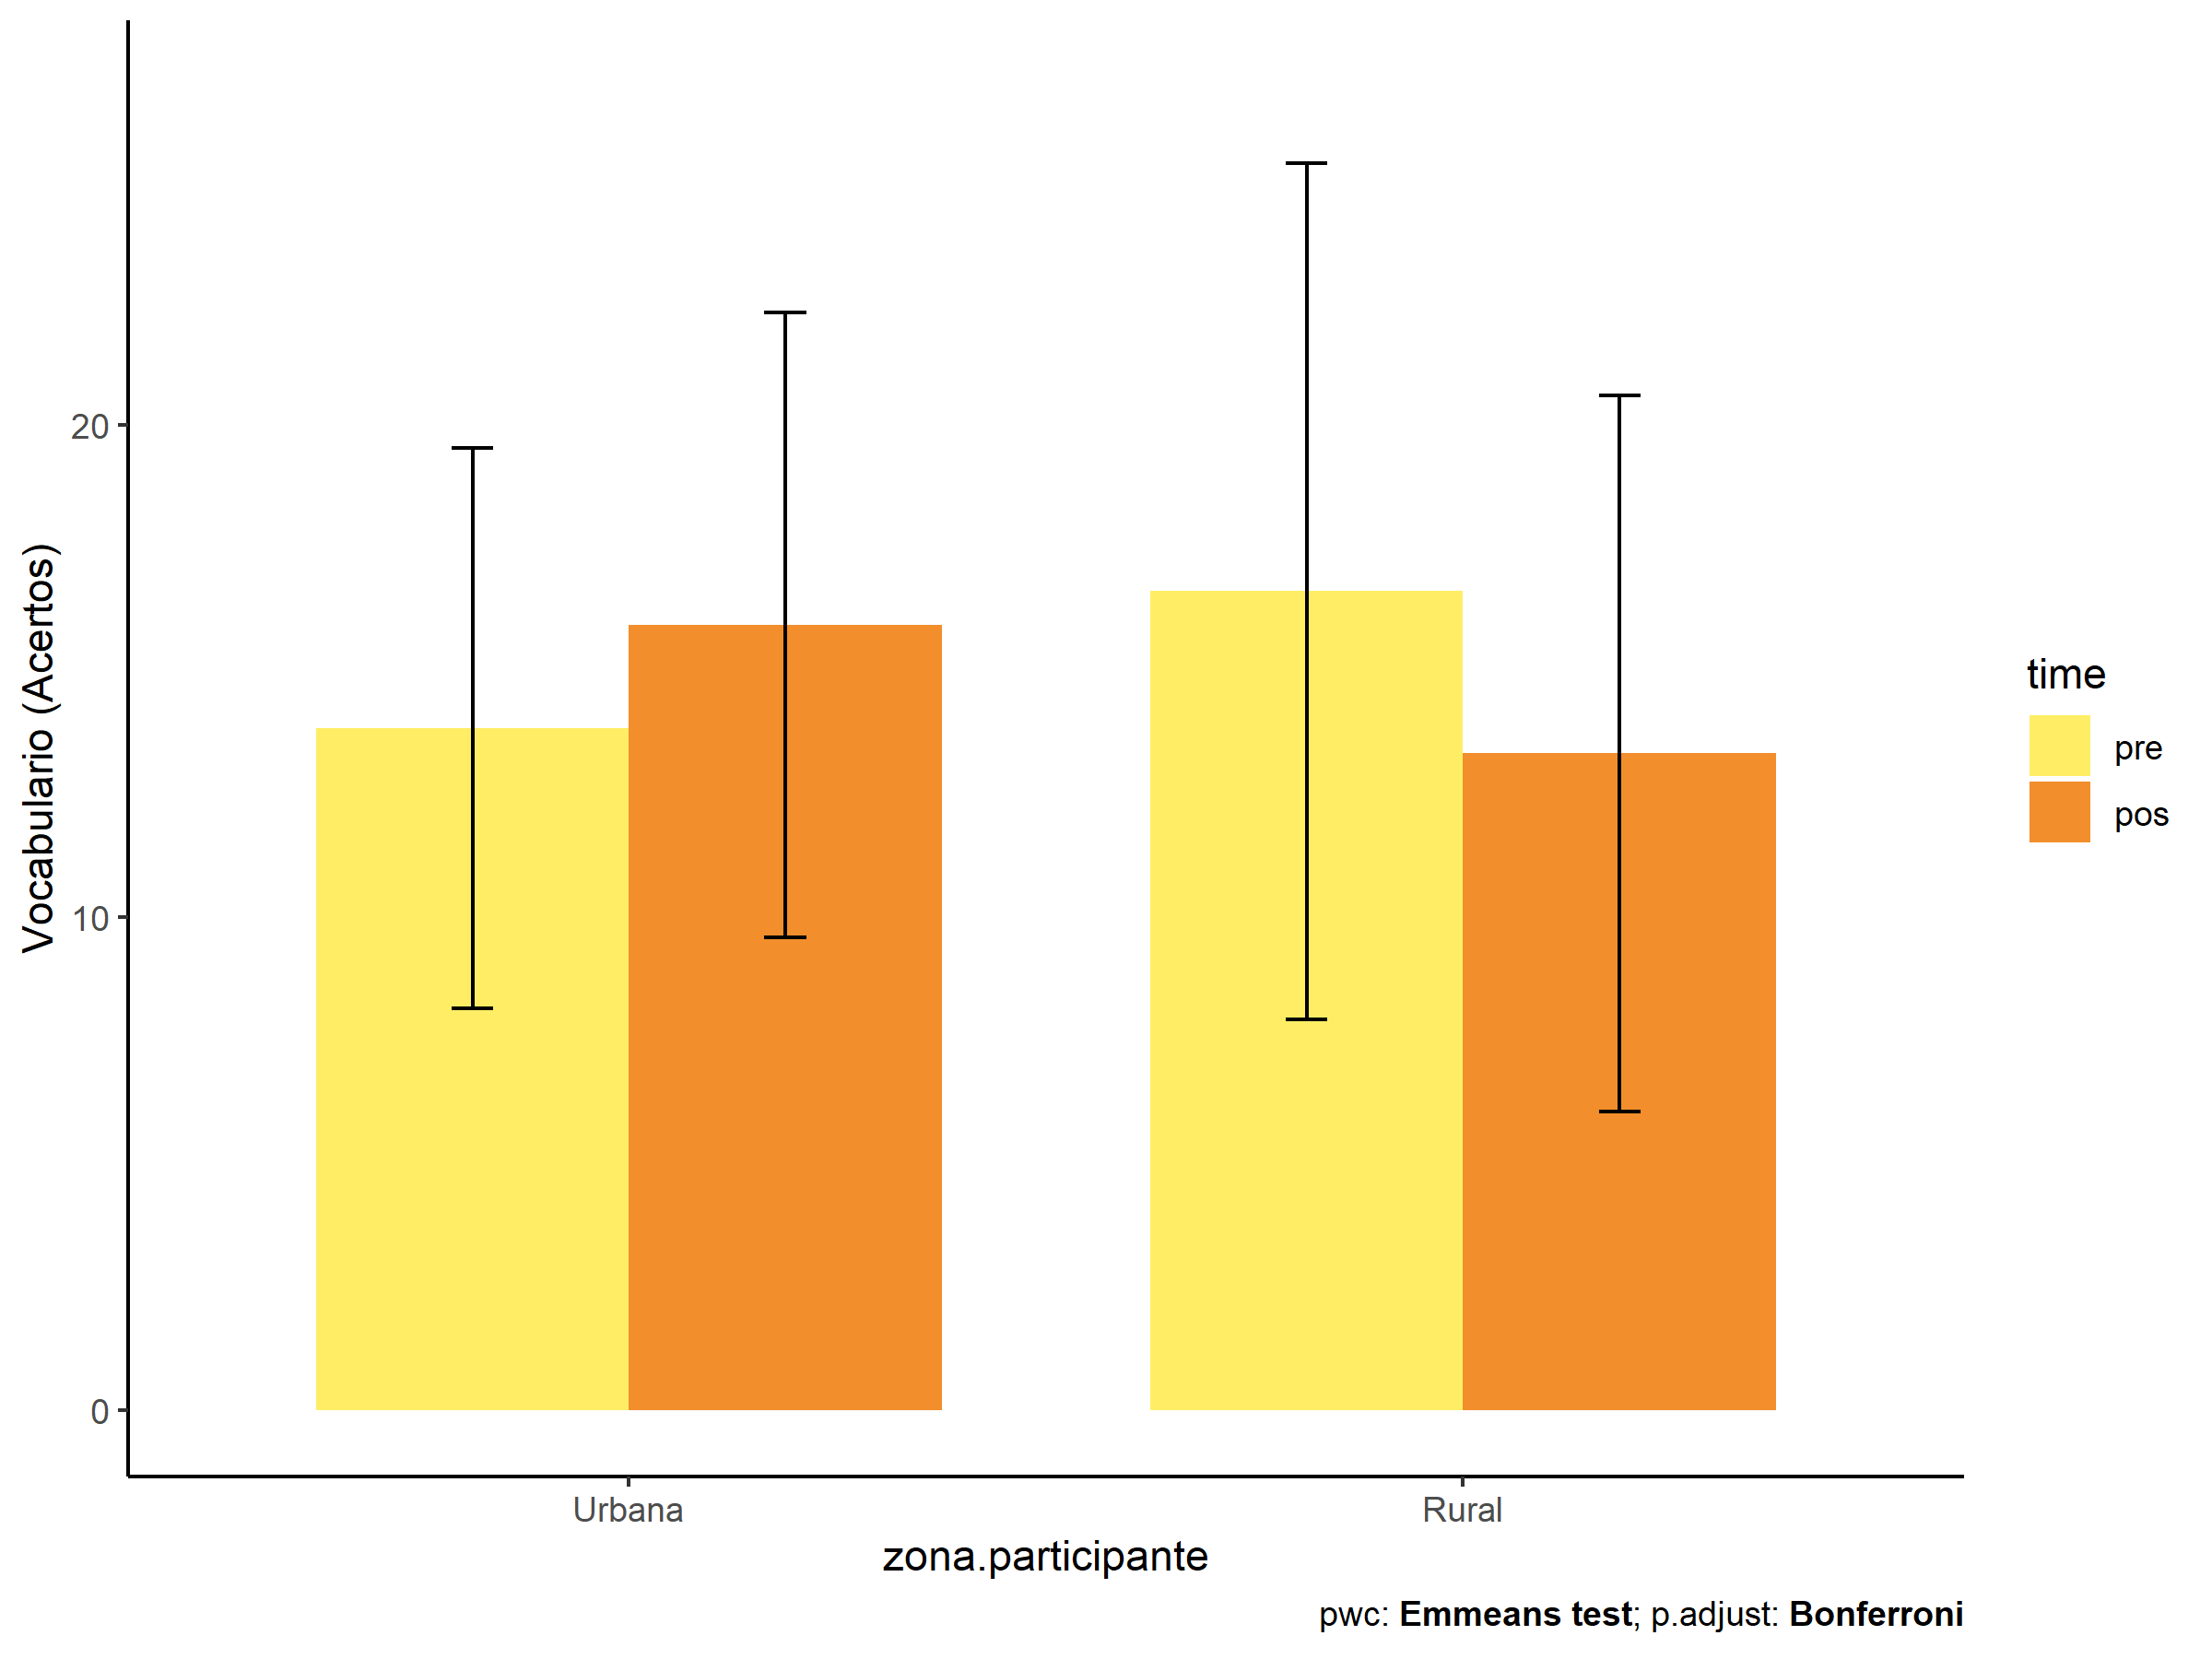 Vocabulario (Acertos)
20
10
0
Urbana
Rural
zona.participante
time
pre
pos
pwc: Emmeans test; p.adjust: Bonferroni